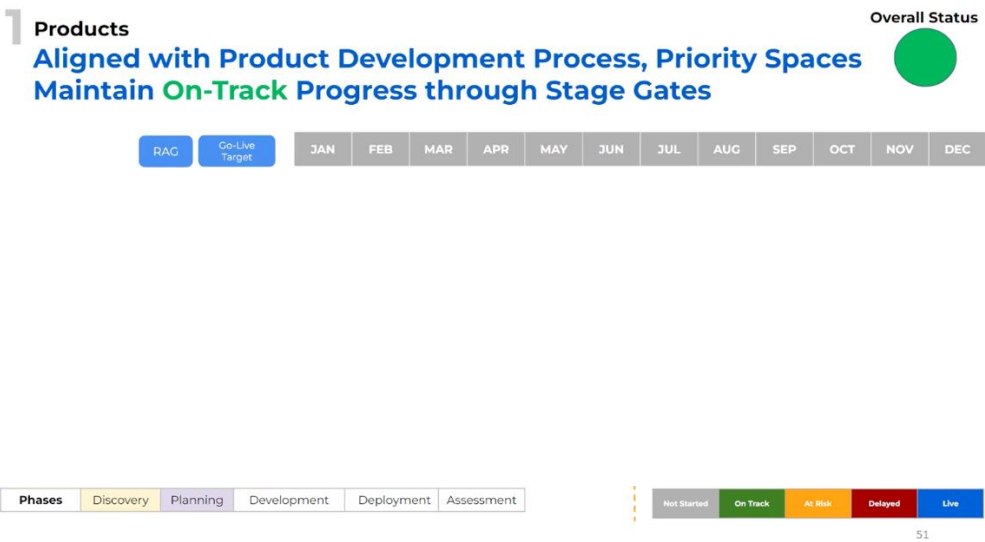 1
Products
Overall Status
Aligned with Product Development Process, Priority Spaces
Maintain On-Track Progress through Stage Gates
RAG
Go-Live
Target
JAN FEB MAR APR MAY JUN JUL AUG SEP OCT NOV DEC
Phases Discovery Planning Development Deployment Assessment
Not Started On Track At Risk Delayed Live
51